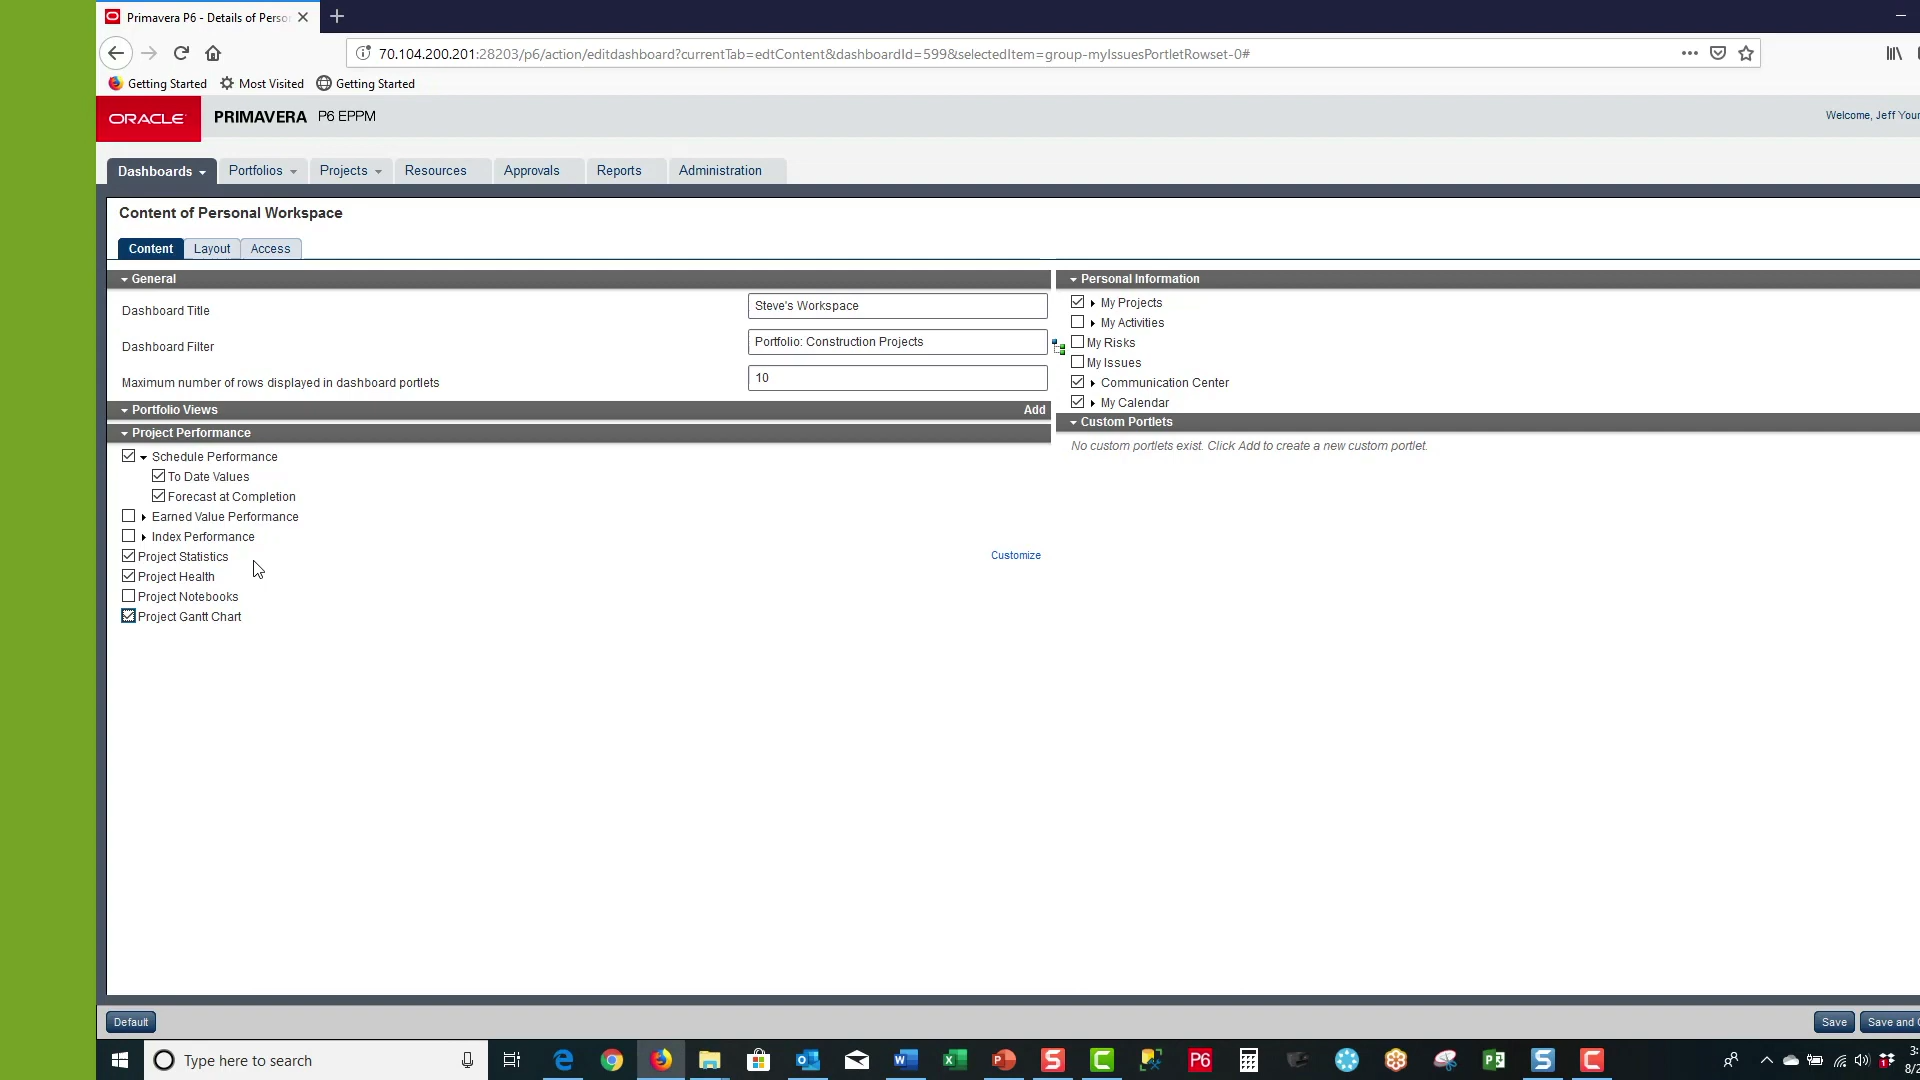 Primavera P6 - Details of Perso
70.104.200.201:28203/p6/action/editdashboard?currentTab=edtContent&dashboardId=599&selectedItem=group-myIssuesPortletRowset-0#
Getting Started Most Visited Getting Started
ORACLE PRIMAVERA P6 EPPM
Welcome, Jeff Your
Dashboards Portfolios Projects Resources Approvals Reports Administration
Content of Personal Workspace
Content Layout Access
General
Dashboard Title Steve's Workspace
Dashboard Filter Portfolio: Construction Projects
Maximum number of rows displayed in dashboard portlets 10
Portfolio Views Add
Project Performance
Schedule Performance
To Date Values
Forecast at Completion
Earned Value Performance
Index Performance
Project Statistics Customize
Project Health
Project Notebooks
Project Gantt Chart
Personal Information
My Projects
My Activities
My Risks
My Issues
Communication Center
My Calendar
Custom Portlets
No custom portlets exist. Click Add to create a new custom portlet.
Default Save Save and C
Type here to search
P6
3:
8/2